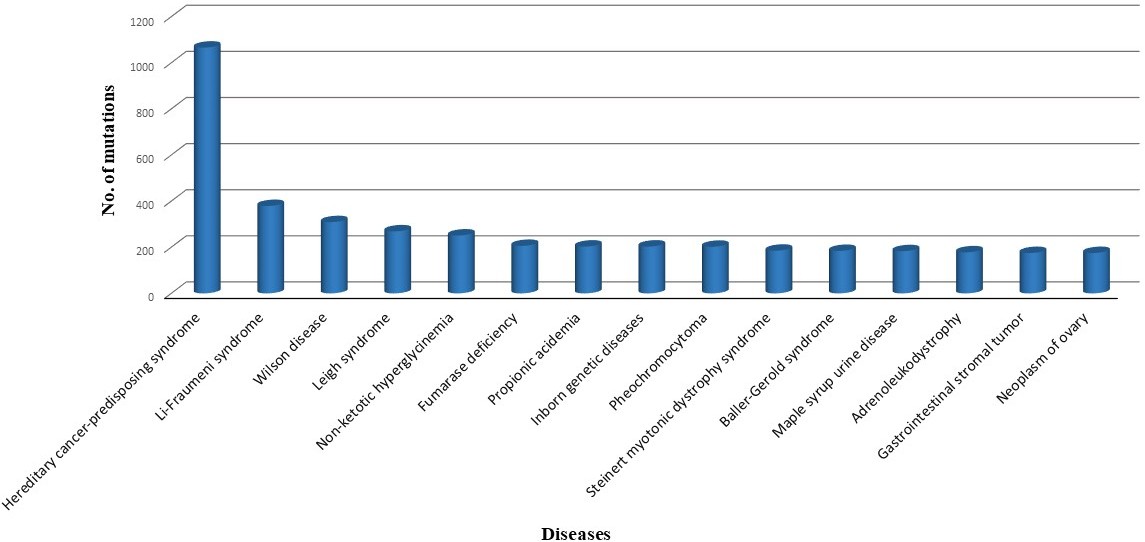 1200
1000
800
600
400
200
0
No. of mutations
Hereditary cancer-predisposing syndrome
Li-Fraumeni syndrome
Wilson disease
Leigh syndrome
Non-ketotic hyperglycinemia
Fumarase deficiency
Propionic acidemia
Inborn genetic diseases
Pheochromocytoma
Steinert myotonic dystrophy syndrome
Baller-Gerold syndrome
Maple syrup urine disease
Adrenoleukodystrophy
Gastrointestinal stromal tumor
Neoplasm of ovary
Diseases